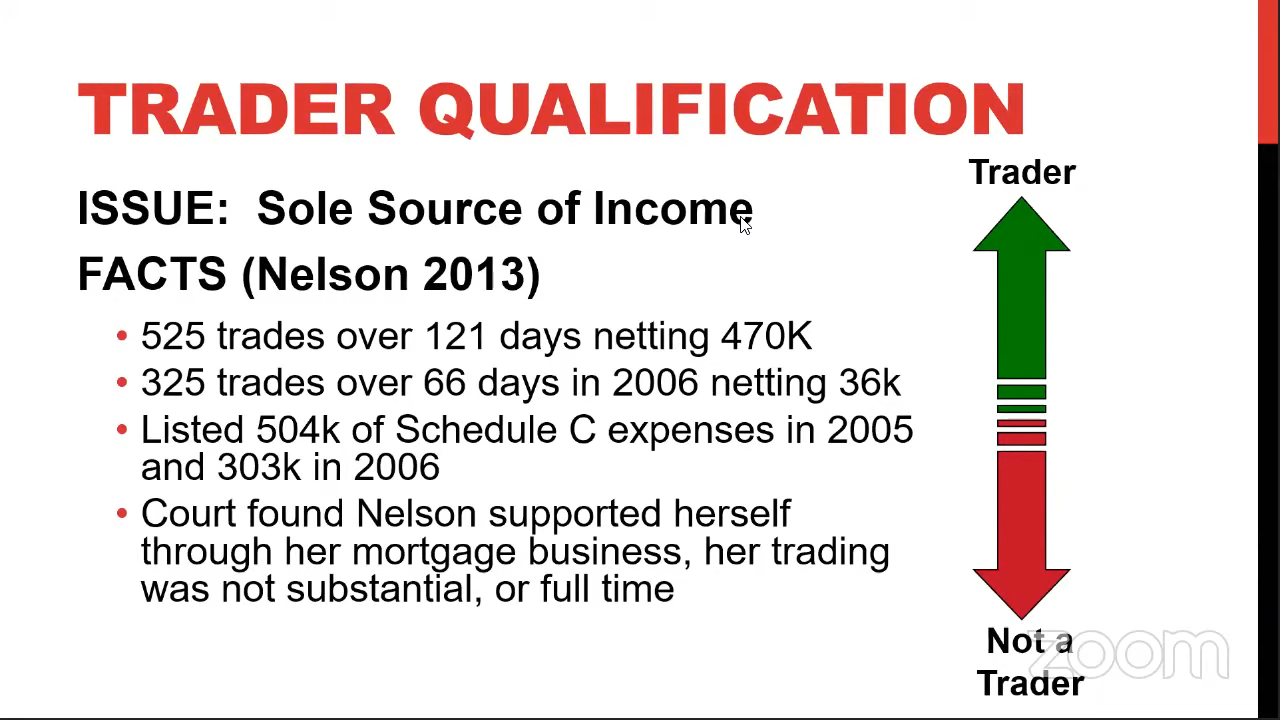 TRADER QUALIFICATION
Trader
ISSUE: Sole Source of Income
FACTS (Nelson 2013)
• 525 trades over 121 days netting 470K
• 325 trades over 66 days in 2006 netting 36k
• Listed 504k of Schedule C expenses in 2005
and 303k in 2006
• Court found Nelson supported herself
through her mortgage business, her trading
was not substantial, or full time
Not a
Trader
zoom